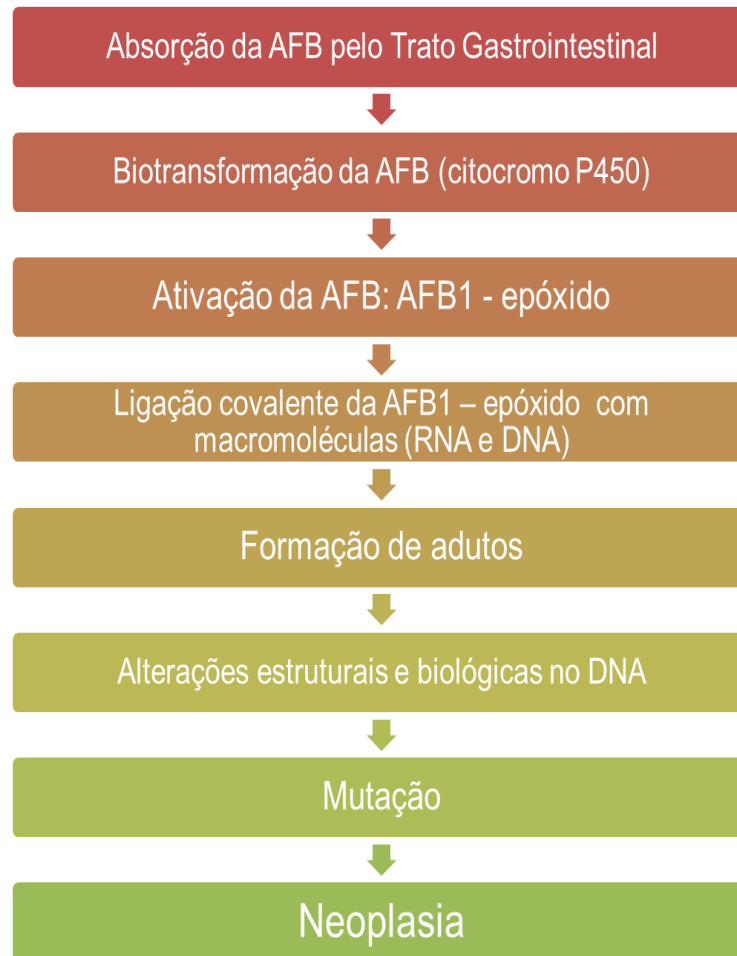 Absorção da AFB pelo Trato Gastrointestinal
Biotransformação da AFB (citocromo P450)
Ativação da AFB: AFB1 - epóxido
Ligação covalente da AFB1 – epóxido com
macromoléculas (RNA e DNA)
Formação de adutos
Alterações estruturais e biológicas no DNA
Mutação
Neoplasia